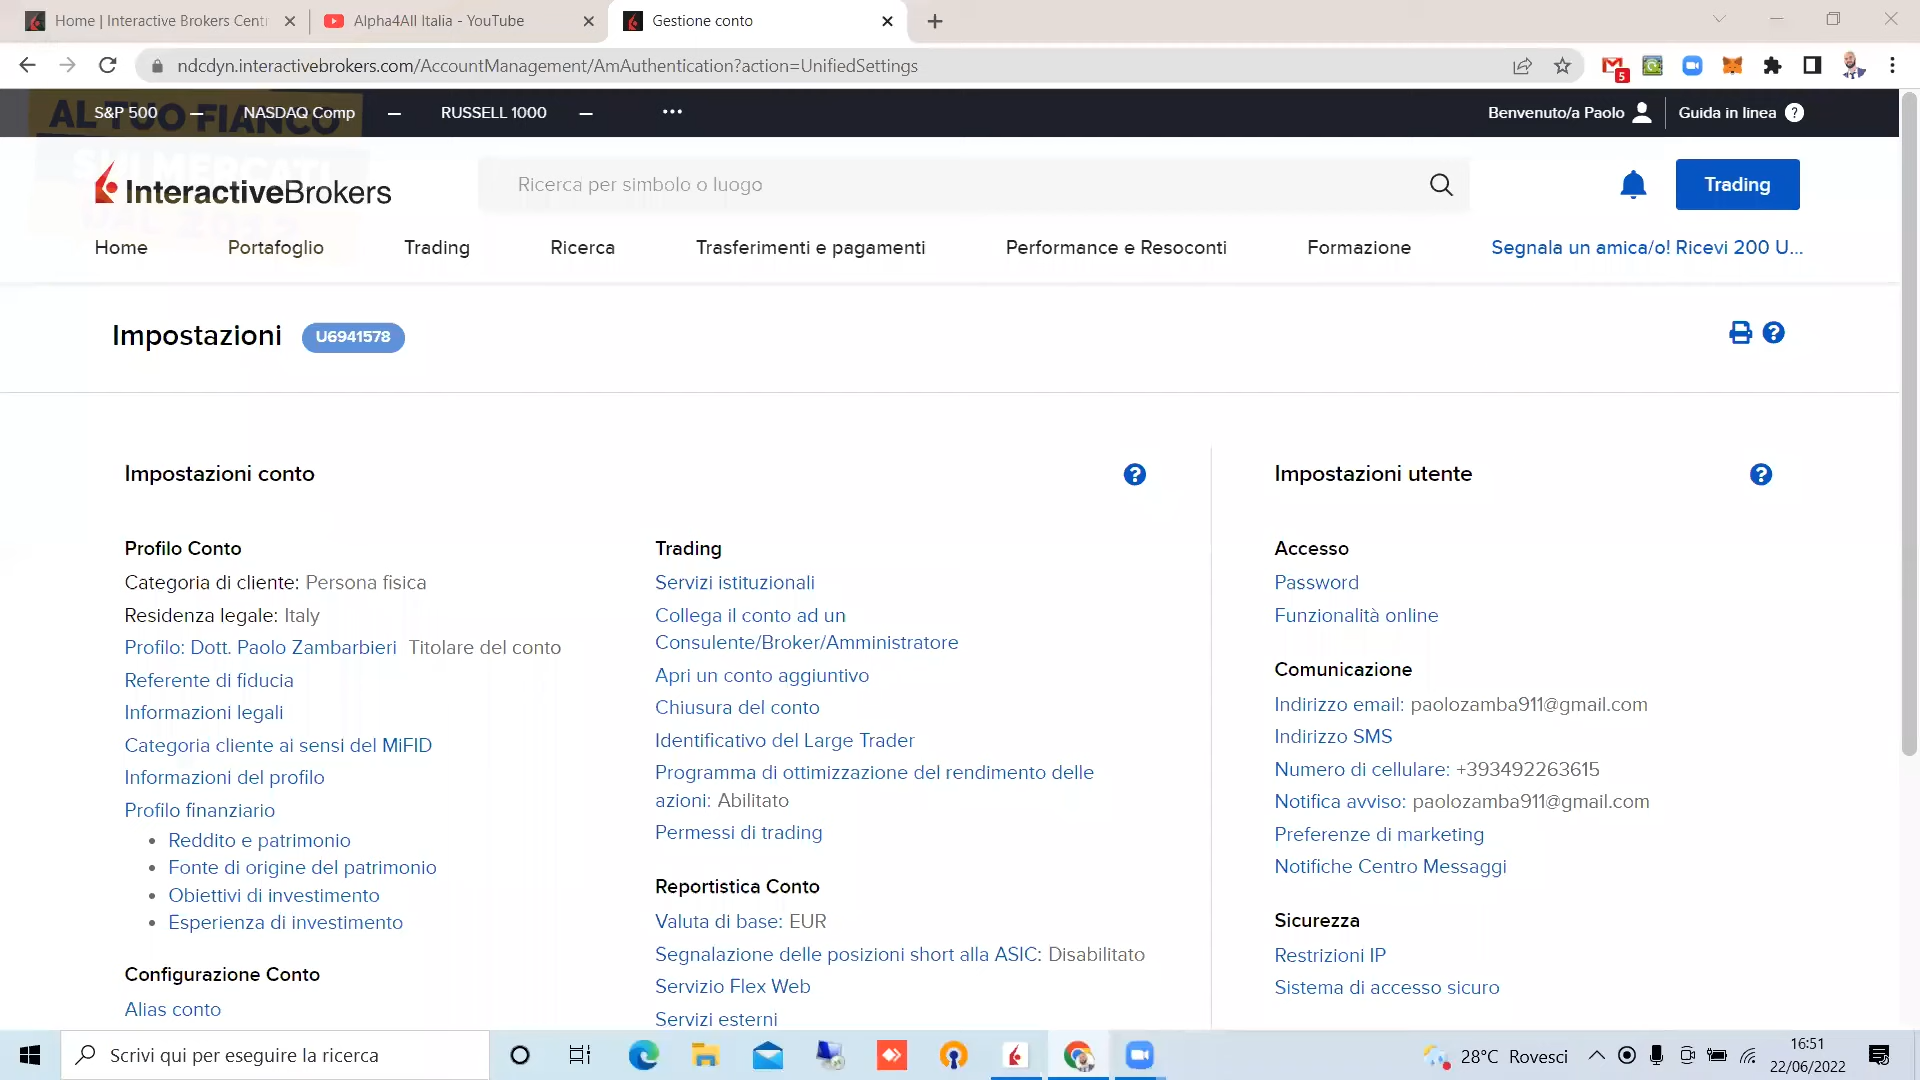 Home | Interactive Brokers Centr
Alpha4All Italia - YouTube
Gestione conto
ndcdyn.interactivebrokers.com/AccountManagement/AmAuthentication?action=UnifiedSettings
5
AL TUO FIANCO
SUI MERCATI
DAL 2015
S&P 500 —
NASDAQ Comp —
RUSSELL 1000 —
•••
Benvenuto/a Paolo
Guida in linea ?
InteractiveBrokers
Ricerca per simbolo o luogo
Trading
Home
Portafoglio
Trading
Ricerca
Trasferimenti e pagamenti
Performance e Resoconti
Formazione
Segnala un amica/o! Ricevi 200 U...
Impostazioni
U6941578
?
Impostazioni conto
?
Profilo Conto
Categoria di cliente: Persona fisica
Residenza legale: Italy
Profilo: Dott. Paolo Zambarbieri Titolare del conto
Referente di fiducia
Informazioni legali
Categoria cliente ai sensi del MiFID
Informazioni del profilo
Profilo finanziario
• Reddito e patrimonio
• Fonte di origine del patrimonio
• Obiettivi di investimento
• Esperienza di investimento
Configurazione Conto
Alias conto
Trading
Servizi istituzionali
Collega il conto ad un
Consulente/Broker/Amministratore
Apri un conto aggiuntivo
Chiusura del conto
Identificativo del Large Trader
Programma di ottimizzazione del rendimento delle
azioni: Abilitato
Permessi di trading
Reportistica Conto
Valuta di base: EUR
Segnalazione delle posizioni short alla ASIC: Disabilitato
Servizio Flex Web
Servizi esterni
Impostazioni utente
?
Accesso
Password
Funzionalità online
Comunicazione
Indirizzo email: paolozamba911@gmail.com
Indirizzo SMS
Numero di cellulare: +393492263615
Notifica avviso: paolozamba911@gmail.com
Preferenze di marketing
Notifiche Centro Messaggi
Sicurezza
Restrizioni IP
Sistema di accesso sicuro
Scrivi qui per eseguire la ricerca
28°C Rovesci
16:51
22/06/2022